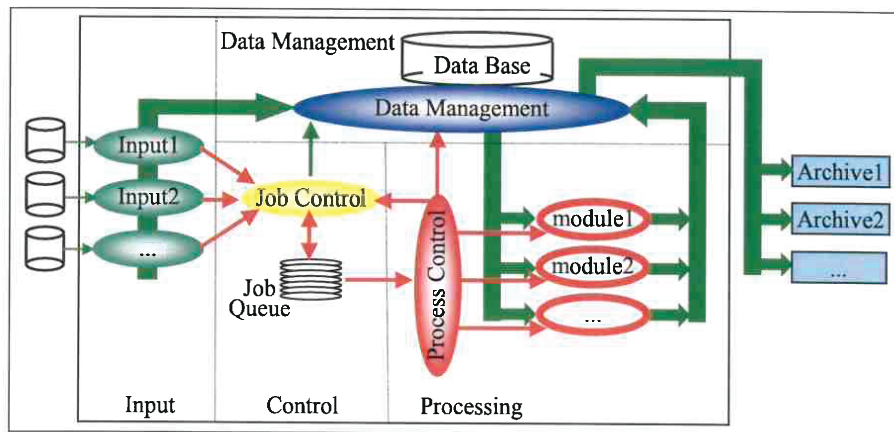 Data Management
Data Base
Data Management
Input1
Input2
...
Job Control
Job
Queue
Process Control
module1
module2
...
Archive1
Archive2
...
Input
Control
Processing